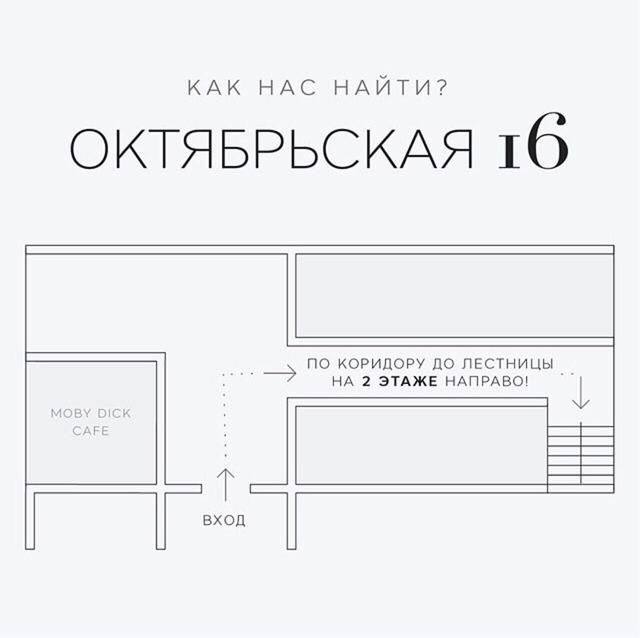 КАК НАС НАЙТИ?
ОКТЯБРЬСКАЯ 16
ПО КОРИДОРУ ДО ЛЕСТНИЦЫ
НА 2 ЭТАЖЕ НАПРАВО!
MOBY DICK
CAFE
ВХОД